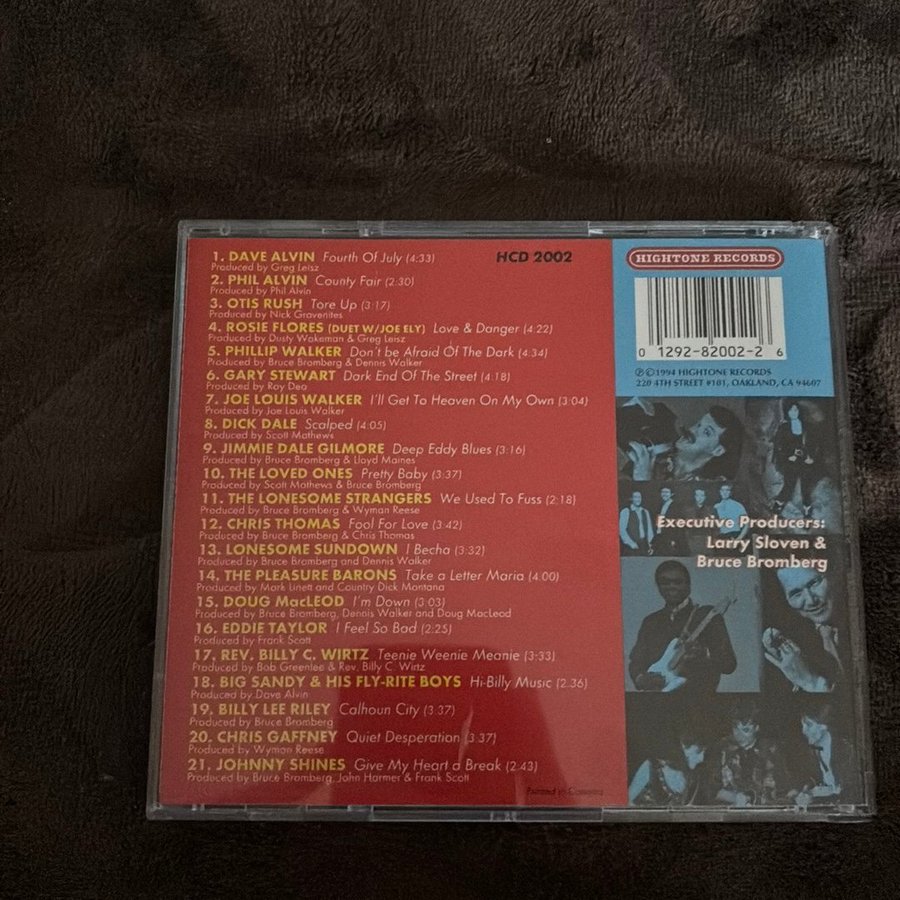 1. DAVE ALVIN Fourth Of July (4:33)
Produced by Greg Leisz
2. PHIL ALVIN County Fair (2:30)
Produced by Phil Alvin
3. OTIS RUSH Tore Up (3:17)
Produced by Nick Gravenites
4. ROSIE FLORES (DUET W/JOE ELY) Love & Danger (4:22)
Produced by Dusty Wakeman & Greg Leisz
5. PHILLIP WALKER Don't be Afraid Of The Dark (4:34)
Produced by Bruce Bromberg & Dennis Walker
6. GARY STEWART Dark End Of The Street (4:18)
Produced by Roy Dea
7. JOE LOUIS WALKER I'll Get To Heaven On My Own (3:04)
Produced by Joe Louis Walker
8. DICK DALE Scalped (4:05)
Produced by Scott Mathews
9. JIMMIE DALE GILMORE Deep Eddy Blues (3:16)
Produced by Bruce Bromberg & Lloyd Maines
10. THE LOVED ONES Pretty Baby (3:37)
Produced by Scott Mathews & Bruce Bromberg
11. THE LONESOME STRANGERS We Used To Fuss (2:18)
Produced by Bruce Bromberg & Wyman Reese
12. CHRIS THOMAS Fool For Love (3:42)
Produced by Bruce Bromberg & Chris Thomas
13. LONESOME SUNDOWN I Betcha (3:32)
Produced by Bruce Bromberg and Dennis Walker
14. THE PLEASURE BARONS Take a Letter Maria (4:00)
Produced by Mark Linett and Country Dick Montana
15. DOUG MacLEOD I'm Down (3:03)
Produced by Bruce Bromberg, Dennis Walker and Doug MacLeod
16. EDDIE TAYLOR I Feel So Bad (2:25)
Produced by Frank Scott
17. REV. BILLY C. WIRTZ Teenie Weenie Meanie (3:33)
Produced by Bob Greenlee & Rev. Billy C. Wirtz
18. BIG SANDY & HIS FLY-RITE BOYS Hi-Billy Music (2:36)
Produced by Dave Alvin
19. BILLY LEE RILEY Calhoun City (3:37)
Produced by Bruce Bromberg
20. CHRIS GAFFNEY Quiet Desperation (3:37)
Produced by Wyman Reese
21. JOHNNY SHINES Give My Heart a Break (2:43)
Produced by Bruce Bromberg, John Harmer & Frank Scott
HCD 2002
Printed in Canada
HIGHTONE RECORDS
0 1292-82002-2 6
℗©1994 HIGHTONE RECORDS
220 4TH STREET #101, OAKLAND, CA 94607
Executive Producers:
Larry Sloven &
Bruce Bromberg